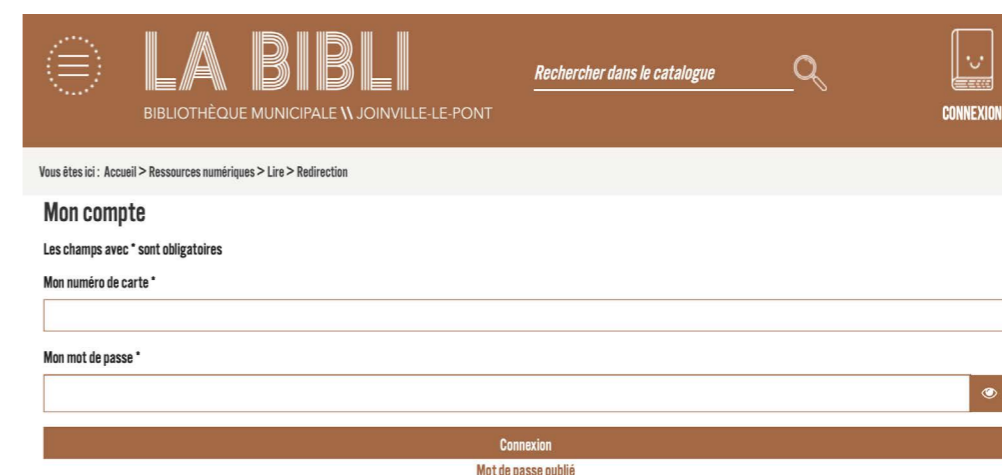 LA BIBLI
BIBLIOTHÈQUE MUNICIPALE \\ JOINVILLE-LE-PONT
Rechercher dans le catalogue
CONNEXION
Vous êtes ici : Accueil > Ressources numériques > Lire > Redirection
Mon compte
Les champs avec * sont obligatoires
Mon numéro de carte *
Mon mot de passe *
Connexion
Mot de passe oublié